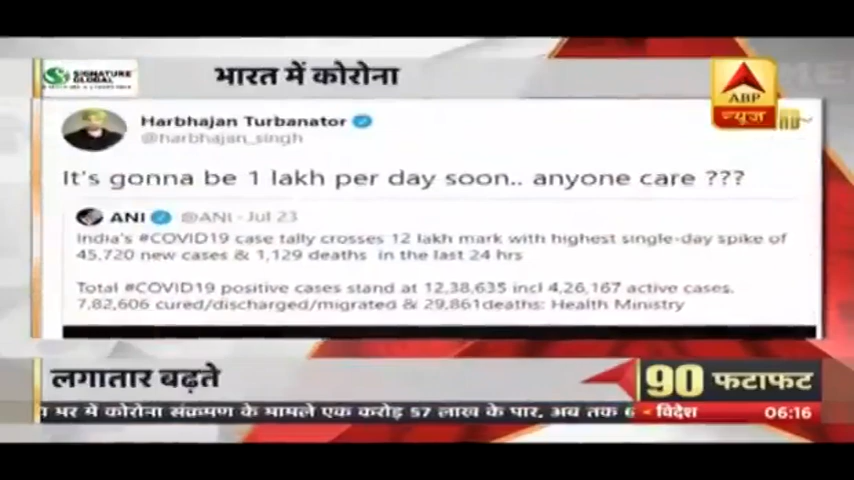 SIGNATURE GLOBAL
भारत में कोरोना
ABP
न्यूज़
Harbhajan Turbanator
@harbhajan_singh
It's gonna be 1 lakh per day soon.. anyone care ???
ANI @ANI - Jul 23
India's #COVID19 case tally crosses 12 lakh mark with highest single-day spike of
45,720 new cases & 1,129 deaths in the last 24 hrs
Total #COVID19 positive cases stand at 12,38,635 incl 4,26,167 active cases.
7,82,606 cured/discharged/migrated & 29,861deaths: Health Ministry
लगातार बढ़ते
90 फटाफट
भर में कोरोना संक्रमण के मामले एक करोड़ 57 लाख के पार, अब तक 6
विदेश
06:16